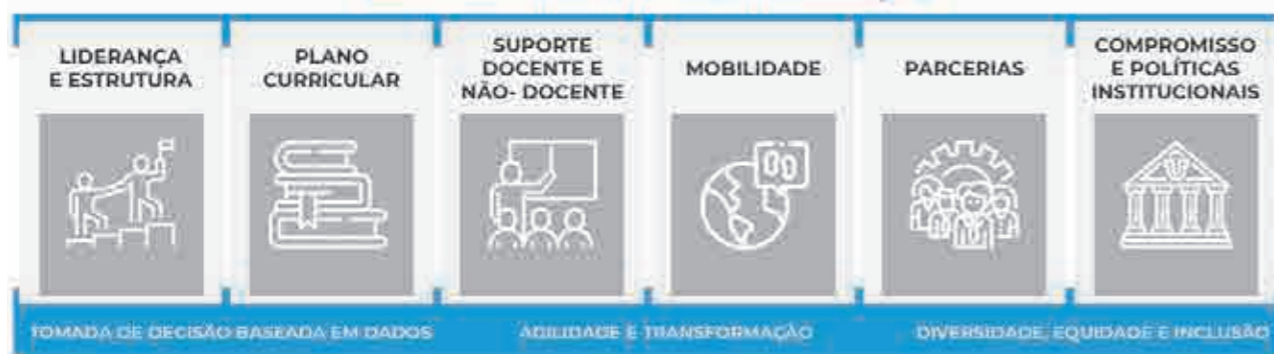 LIDERANÇA
E ESTRUTURA
PLANO
CURRICULAR
SUPORTE
DOCENTE E
NÃO- DOCENTE
MOBILIDADE
PARCERIAS
COMPROMISSO
E POLÍTICAS
INSTITUCIONAIS
TOMADA DE DECISÃO BASEADA EM DADOS
AGILIDADE E TRANSFORMAÇÃO
DIVERSIDADE, EQUIDADE E INCLUSÃO